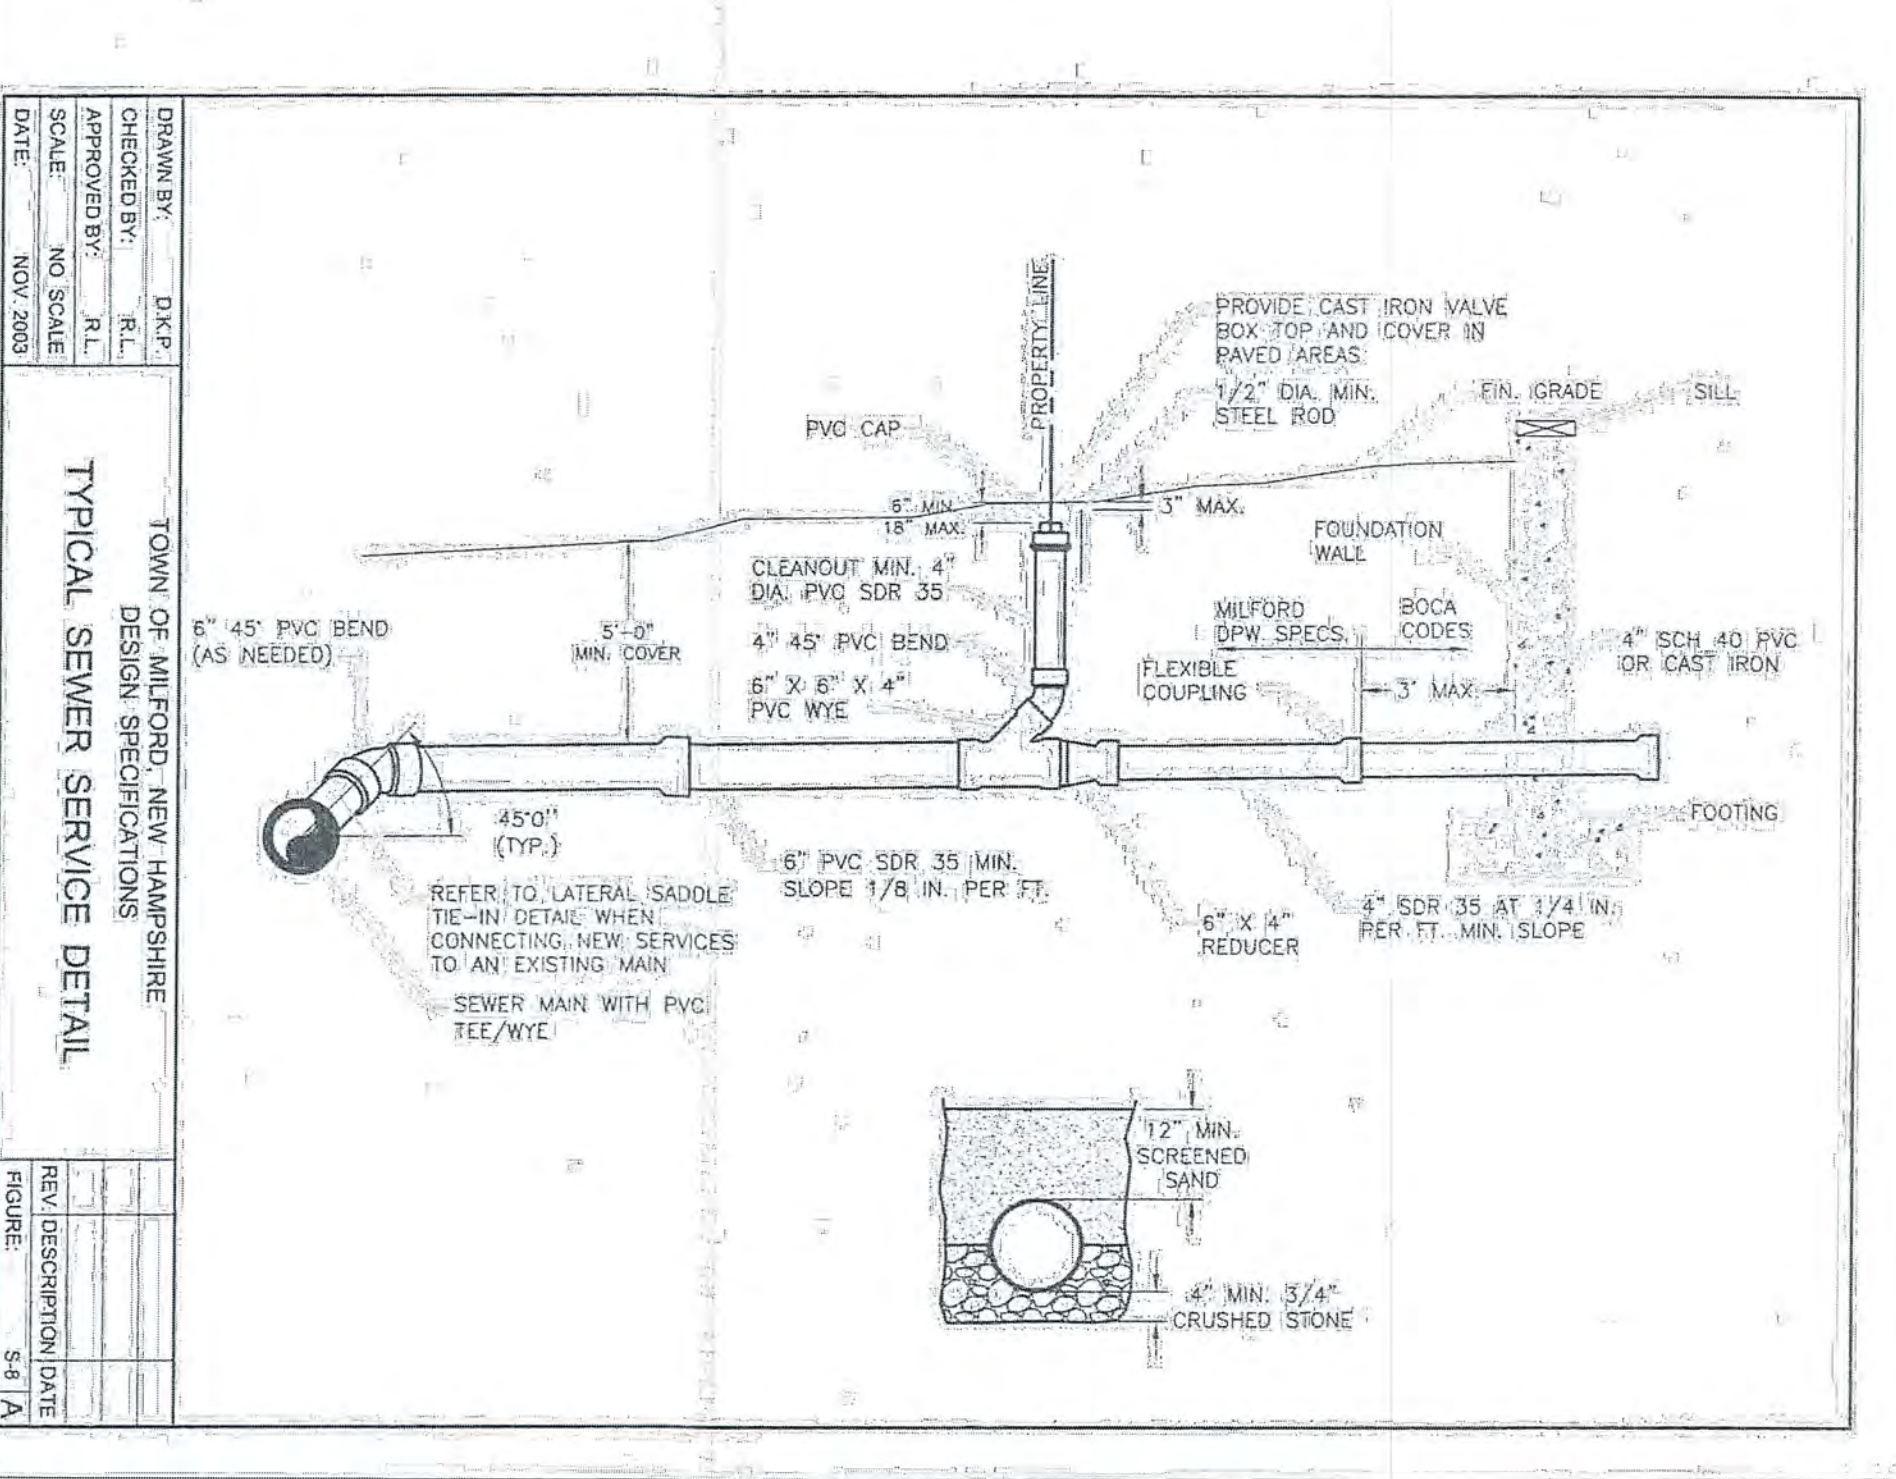 PROPERTY LINE
PROVIDE CAST IRON VALVE
BOX TOP AND COVER IN
PAVED AREAS
1/2" DIA. MIN.
STEEL ROD
FIN. GRADE
SILL
PVC CAP
6" MIN.
18" MAX.
3" MAX.
FOUNDATION
WALL
CLEANOUT MIN. 4"
DIA. PVC SDR 35
MILFORD
DPW. SPECS.
BOCA
CODES
6" 45° PVC BEND
(AS NEEDED)
5'-0"
MIN. COVER
4" 45° PVC BEND
4" SCH 40 PVC
OR CAST IRON
FLEXIBLE
COUPLING
3' MAX.
6" X 6" X 4"
PVC WYE
45°0"
(TYP.)
FOOTING
6" PVC SDR 35 MIN.
SLOPE 1/8 IN. PER FT.
REFER TO LATERAL SADDLE
TIE-IN DETAIL WHEN
CONNECTING NEW SERVICES
TO AN EXISTING MAIN
6" X 4"
REDUCER
4" SDR 35 AT 1/4 IN.
PER FT. MIN. SLOPE
SEWER MAIN WITH PVC
TEE/WYE
12" MIN.
SCREENED
SAND
4" MIN. 3/4"
CRUSHED STONE
DRAWN BY: D.K.P.
CHECKED BY: R.L.
APPROVED BY: R.L.
SCALE: NO SCALE
DATE: NOV. 2003
TOWN OF MILFORD, NEW HAMPSHIRE
DESIGN SPECIFICATIONS
TYPICAL SEWER SERVICE DETAIL
REV. DESCRIPTION DATE
FIGURE: S-8 A